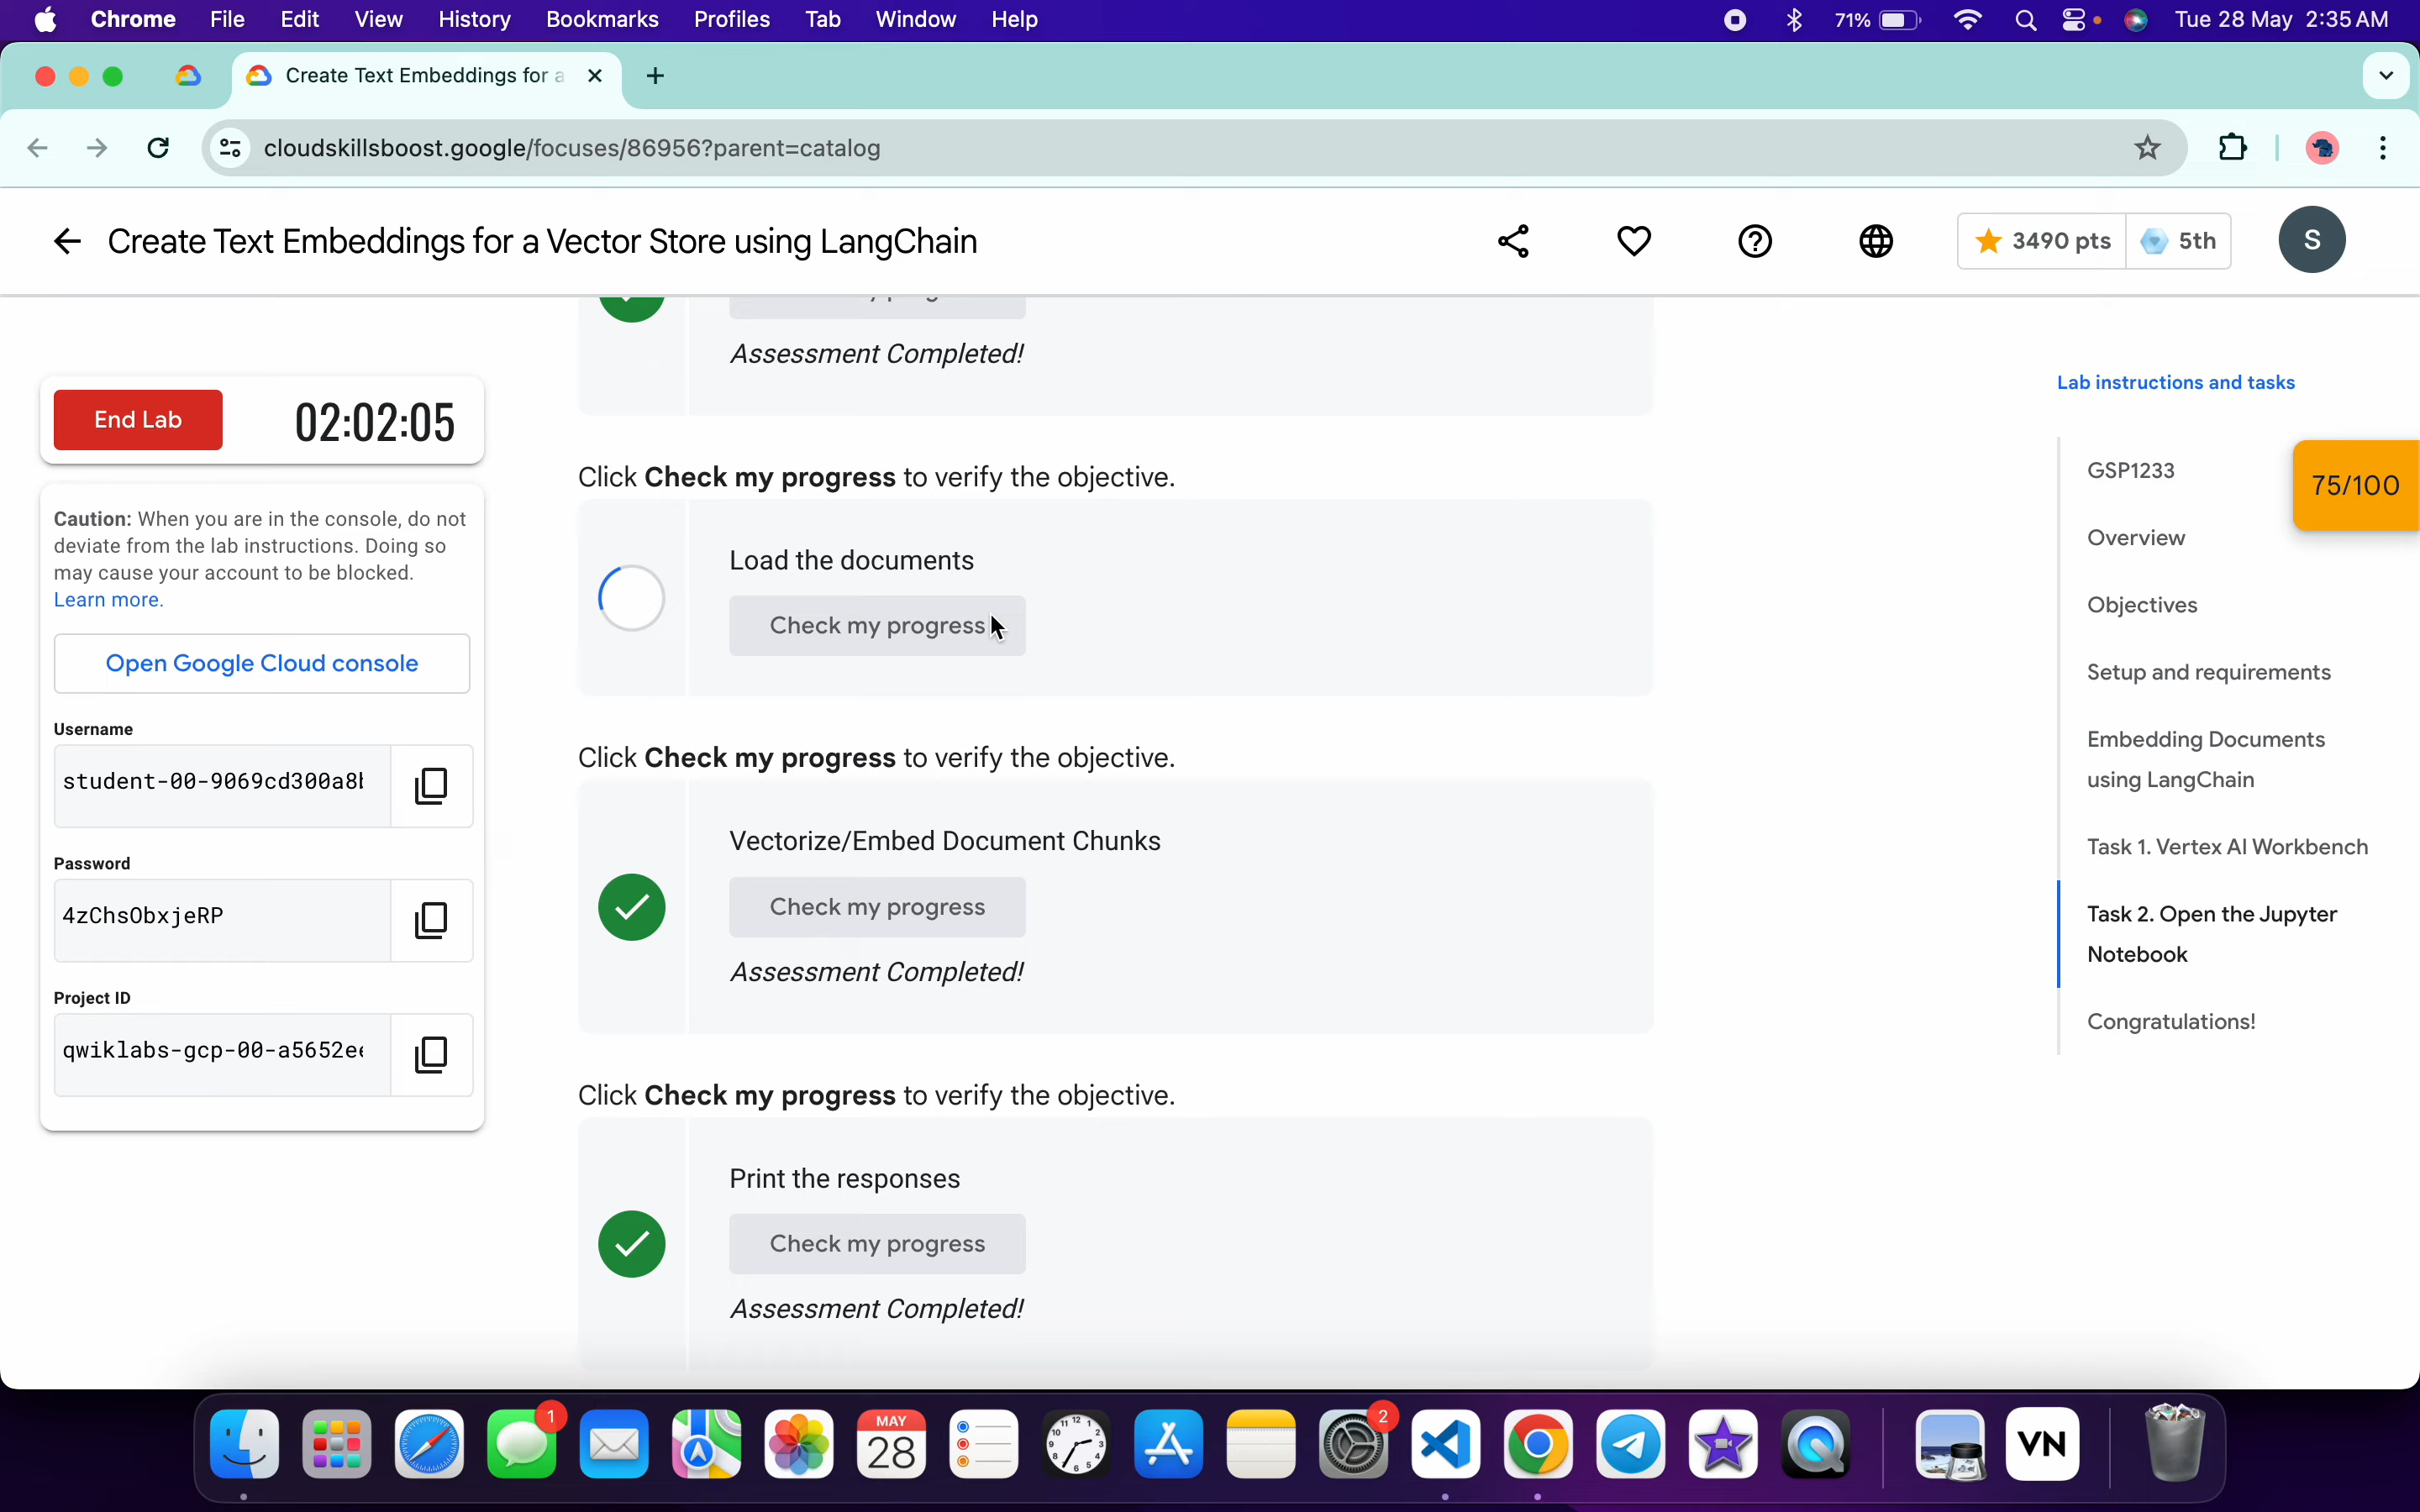 Chrome File Edit View History Bookmarks Profiles Tab Window Help 71% Tue 28 May 2:35 AM
Create Text Embeddings for a
cloudskillsboost.google/focuses/86956?parent=catalog
Create Text Embeddings for a Vector Store using LangChain 3490 pts 5th S
Assessment Completed!
End Lab 02:02:05
Caution: When you are in the console, do not
deviate from the lab instructions. Doing so
may cause your account to be blocked.
Learn more.
Open Google Cloud console
Username
student-00-9069cd300a8
Password
4zChsObxjeRP
Project ID
qwiklabs-gcp-00-a5652e
Click Check my progress to verify the objective.
Load the documents
Check my progress
Click Check my progress to verify the objective.
Vectorize/Embed Document Chunks
Check my progress
Assessment Completed!
Click Check my progress to verify the objective.
Print the responses
Check my progress
Assessment Completed!
Lab instructions and tasks
GSP1233
75/100
Overview
Objectives
Setup and requirements
Embedding Documents
using LangChain
Task 1. Vertex AI Workbench
Task 2. Open the Jupyter
Notebook
Congratulations!
1
MAY
28
2
VN